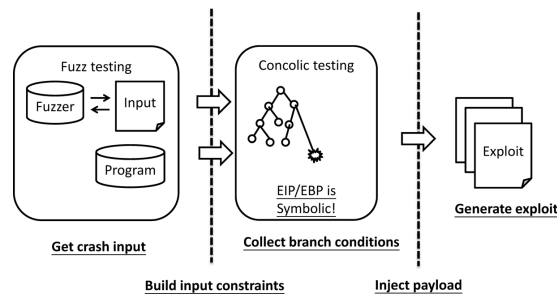 Fuzz testing
Fuzzer
Input
Program
Get crash input
Build input constraints
Concolic testing
EIP/EBP is
Symbolic!
Collect branch conditions
Inject payload
Exploit
Generate exploit